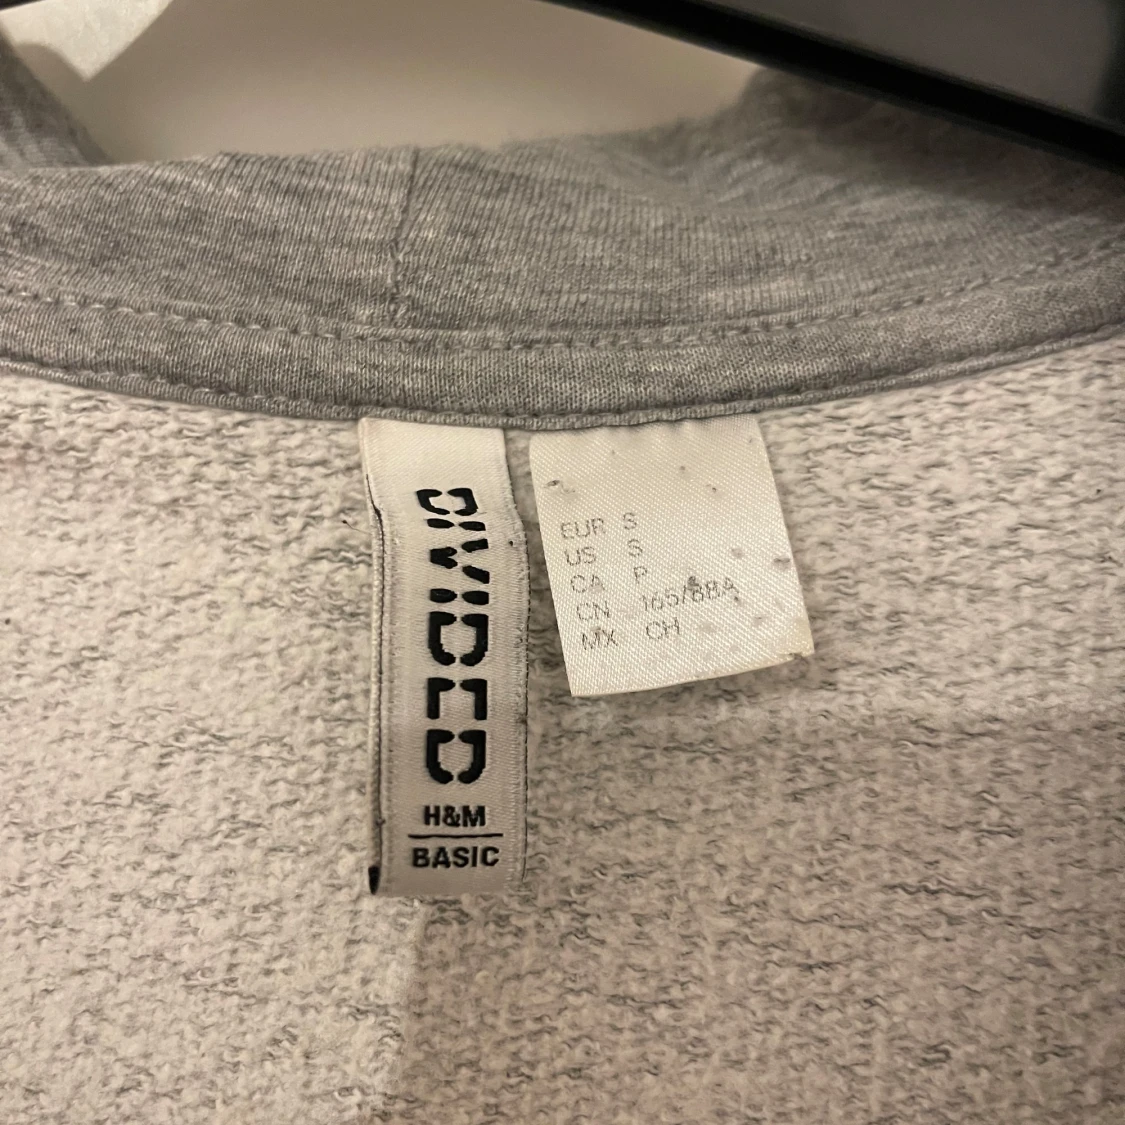 DIVIDED
H&M
BASIC
EUR S
US S
CA P
CN 165/88A
MX CH